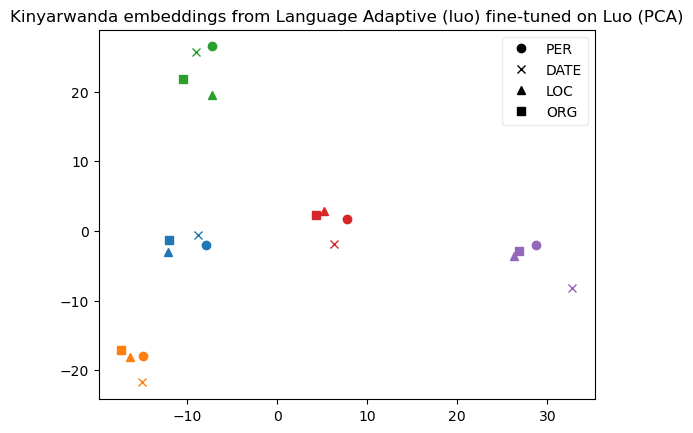 Kinyarwanda embeddings from Language Adaptive (luo) fine-tuned on Luo (PCA)
PER
DATE
LOC
ORG
20
10
0
−10
−20
−10
0
10
20
30